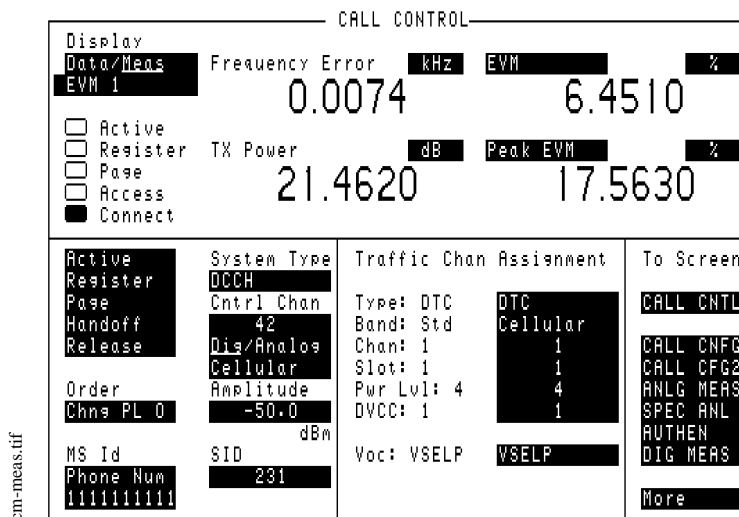 CALL CONTROL
Display
Data/Meas
EVM 1
Frequency Error kHz
0.0074
EVM %
6.4510
Active
Register
Page
Access
Connect
TX Power dB
21.4620
Peak EVM %
17.5630
Active
Register
Page
Handoff
Release
Order
Chng PL 0
MS Id
Phone Num
1111111111
System Type
DCCH
Cntrl Chan
42
Dig/Analog
Cellular
Amplitude
-50.0
dBm
SID
231
Traffic Chan Assignment
Type: DTC DTC
Band: Std Cellular
Chan: 1 1
Slot: 1 1
Pwr Lvl: 4 4
DVCC: 1 1
Voc: VSELP VSELP
To Screen
CALL CNTL
CALL CNFG
CALL CFG2
ANLG MEAS
SPEC ANL
AUTHEN
DIG MEAS
More
cm-meas.tif